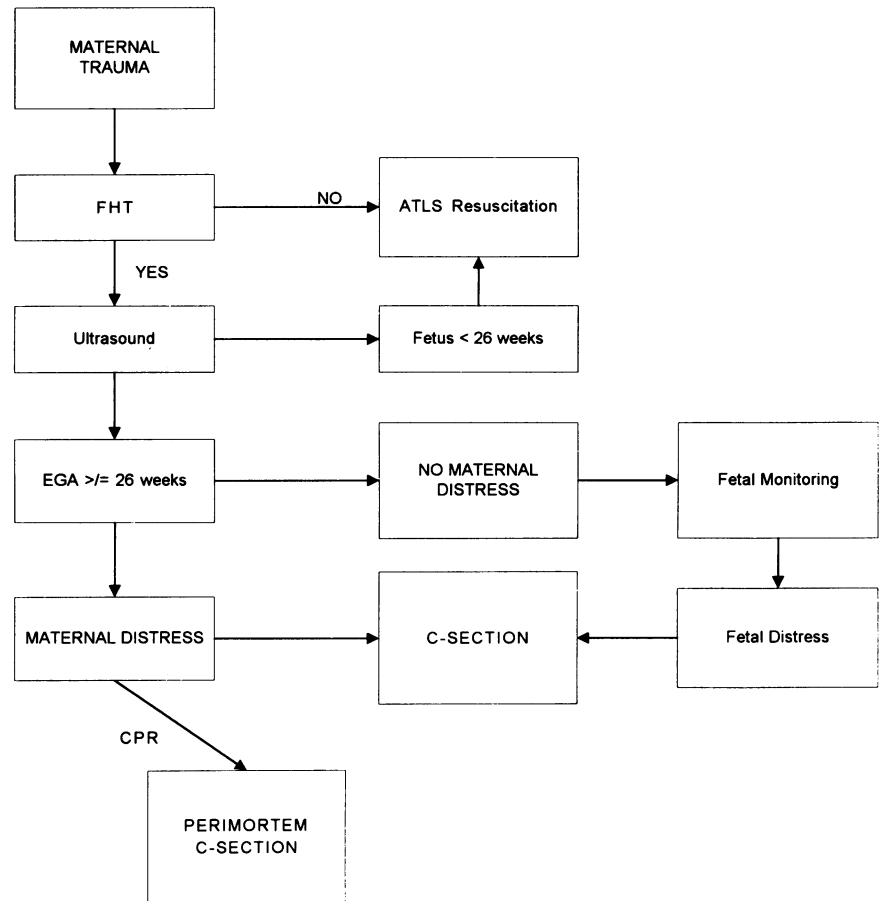 MATERNAL
TRAUMA
FHT
NO
ATLS Resuscitation
YES
Ultrasound
Fetus < 26 weeks
EGA >/= 26 weeks
NO MATERNAL
DISTRESS
Fetal Monitoring
MATERNAL DISTRESS
C-SECTION
Fetal Distress
CPR
PERIMORTEM
C-SECTION